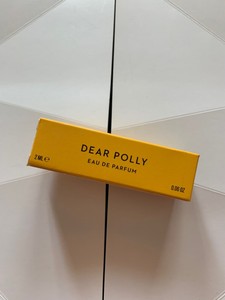 DEAR POLLY
EAU DE PARFUM
2 ML ℮
0.06 OZ